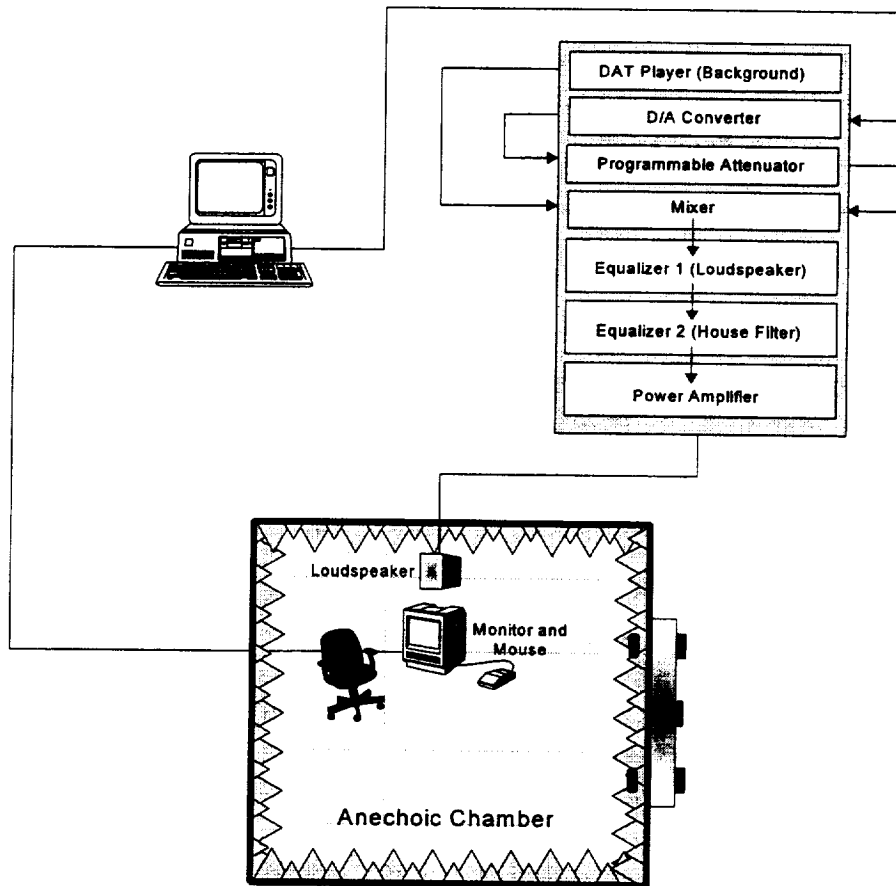 DAT Player (Background)
D/A Converter
Programmable Attenuator
Mixer
Equalizer 1 (Loudspeaker)
Equalizer 2 (House Filter)
Power Amplifier
Loudspeaker
Monitor and
Mouse
Anechoic Chamber